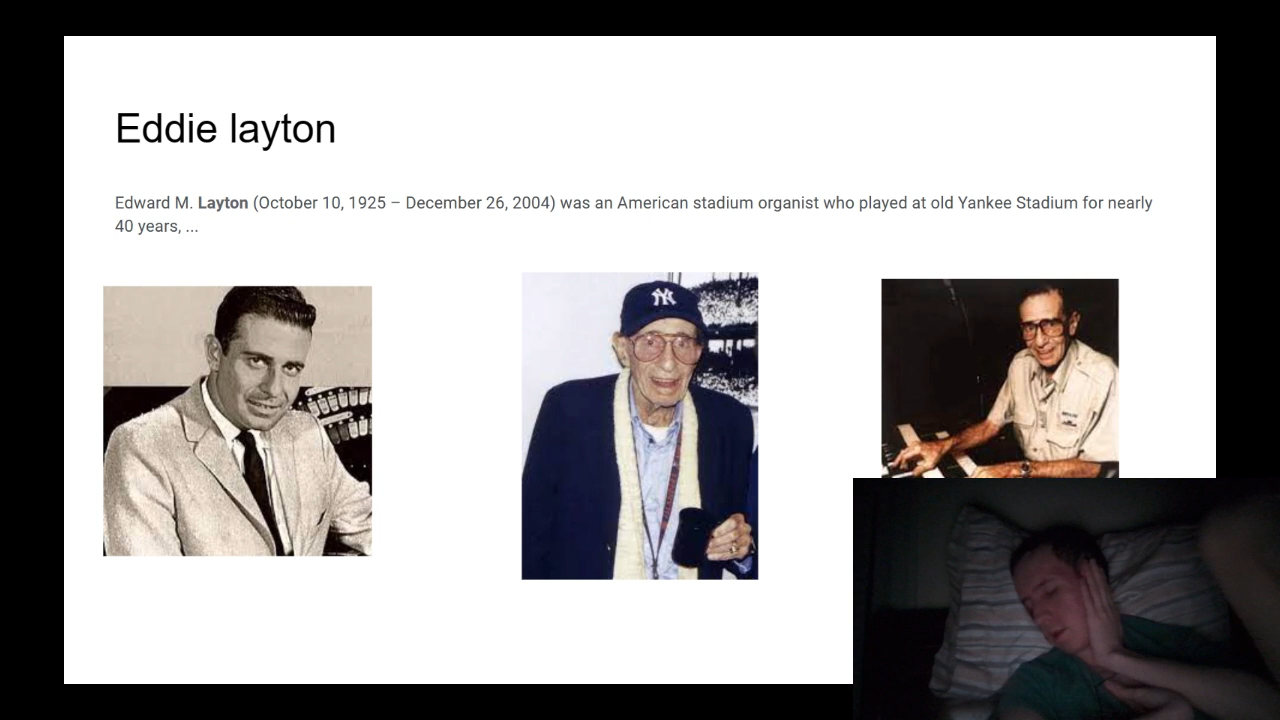 Eddie layton
Edward M. Layton (October 10, 1925 – December 26, 2004) was an American stadium organist who played at old Yankee Stadium for nearly
40 years, ...
NY